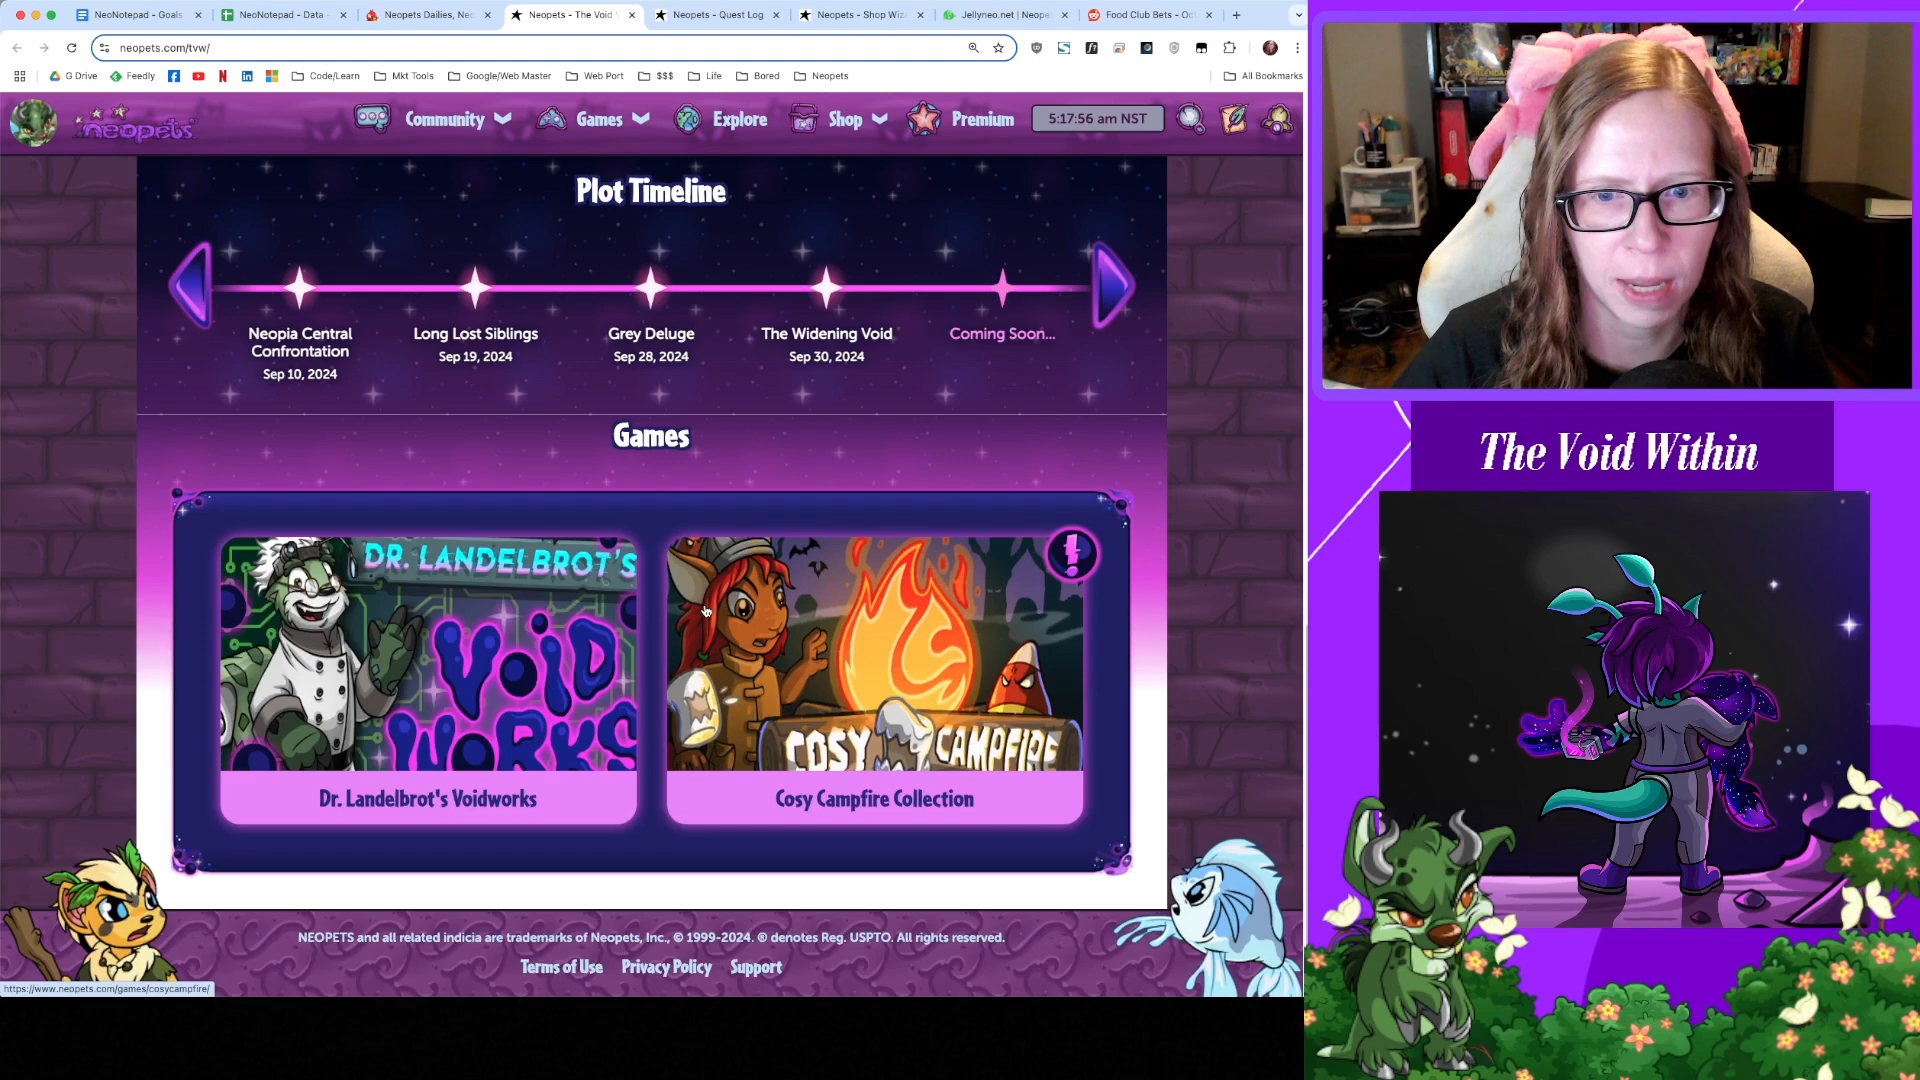 NeoNotepad - Goals
NeoNotepad - Data -
Neopets Dailies, Neo
Neopets - The Void
Neopets - Quest Log
Neopets - Shop Wiz
Jellyneo.net | Neope
Food Club Bets - Oc
neopets.com/tvw/
G Drive
Feedly
Code/Learn
Mkt Tools
Google/Web Master
Web Port
$$$
Life
Bored
Neopets
All Bookmarks
neopets
Community
Games
Explore
Shop
Premium
5:17:56 am NST
Plot Timeline
Neopia Central
Confrontation
Sep 10, 2024
Long Lost Siblings
Sep 19, 2024
Grey Deluge
Sep 28, 2024
The Widening Void
Sep 30, 2024
Coming Soon...
Games
DR. LANDELBROT'S
VOID
WORKS
COSY CAMPFIRE
Dr. Landelbrot's Voidworks
Cosy Campfire Collection
NEOPETS and all related indicia are trademarks of Neopets, Inc., © 1999-2024. ® denotes Reg. USPTO. All rights reserved.
Terms of Use
Privacy Policy
Support
https://www.neopets.com/games/cosycampfire/
The Void Within